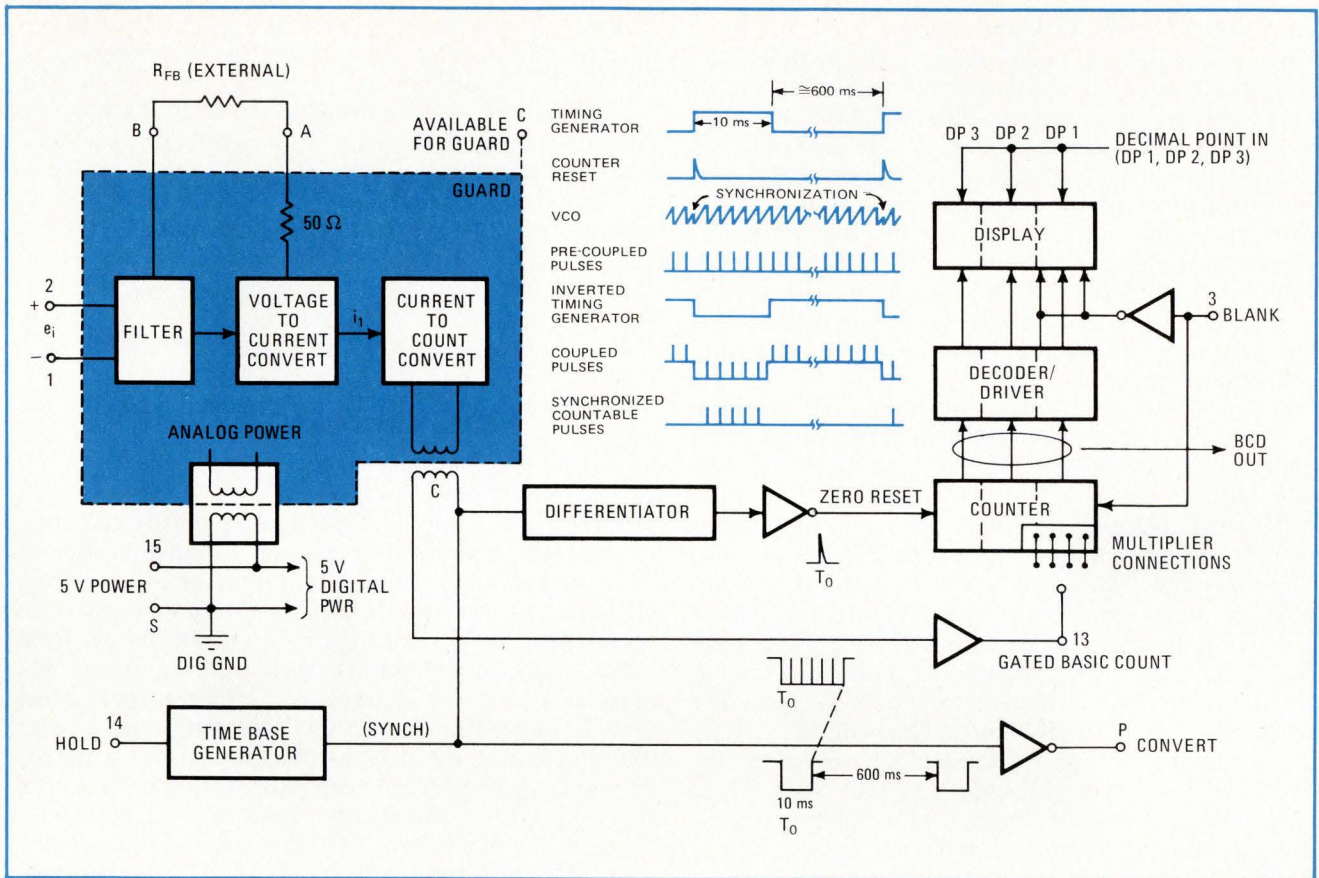 R_FB (EXTERNAL)
B
A
AVAILABLE
FOR GUARD
C
GUARD
50 Ω
2
+
e_i
−
1
FILTER
VOLTAGE
TO
CURRENT
CONVERT
i_1
CURRENT
TO
COUNT
CONVERT
ANALOG POWER
C
15
5 V POWER
S
5 V
DIGITAL
PWR
DIG GND
14
HOLD
TIME BASE
GENERATOR
(SYNCH)
TIMING
GENERATOR
10 ms
≅600 ms
COUNTER
RESET
SYNCHRONIZATION
VCO
PRE-COUPLED
PULSES
INVERTED
TIMING
GENERATOR
COUPLED
PULSES
SYNCHRONIZED
COUNTABLE
PULSES
DP 3 DP 2 DP 1
DECIMAL POINT IN
(DP 1, DP 2, DP 3)
DISPLAY
3
BLANK
DECODER/
DRIVER
BCD
OUT
DIFFERENTIATOR
ZERO RESET
T_0
COUNTER
MULTIPLIER
CONNECTIONS
13
GATED BASIC COUNT
T_0
P
CONVERT
600 ms
10 ms
T_0